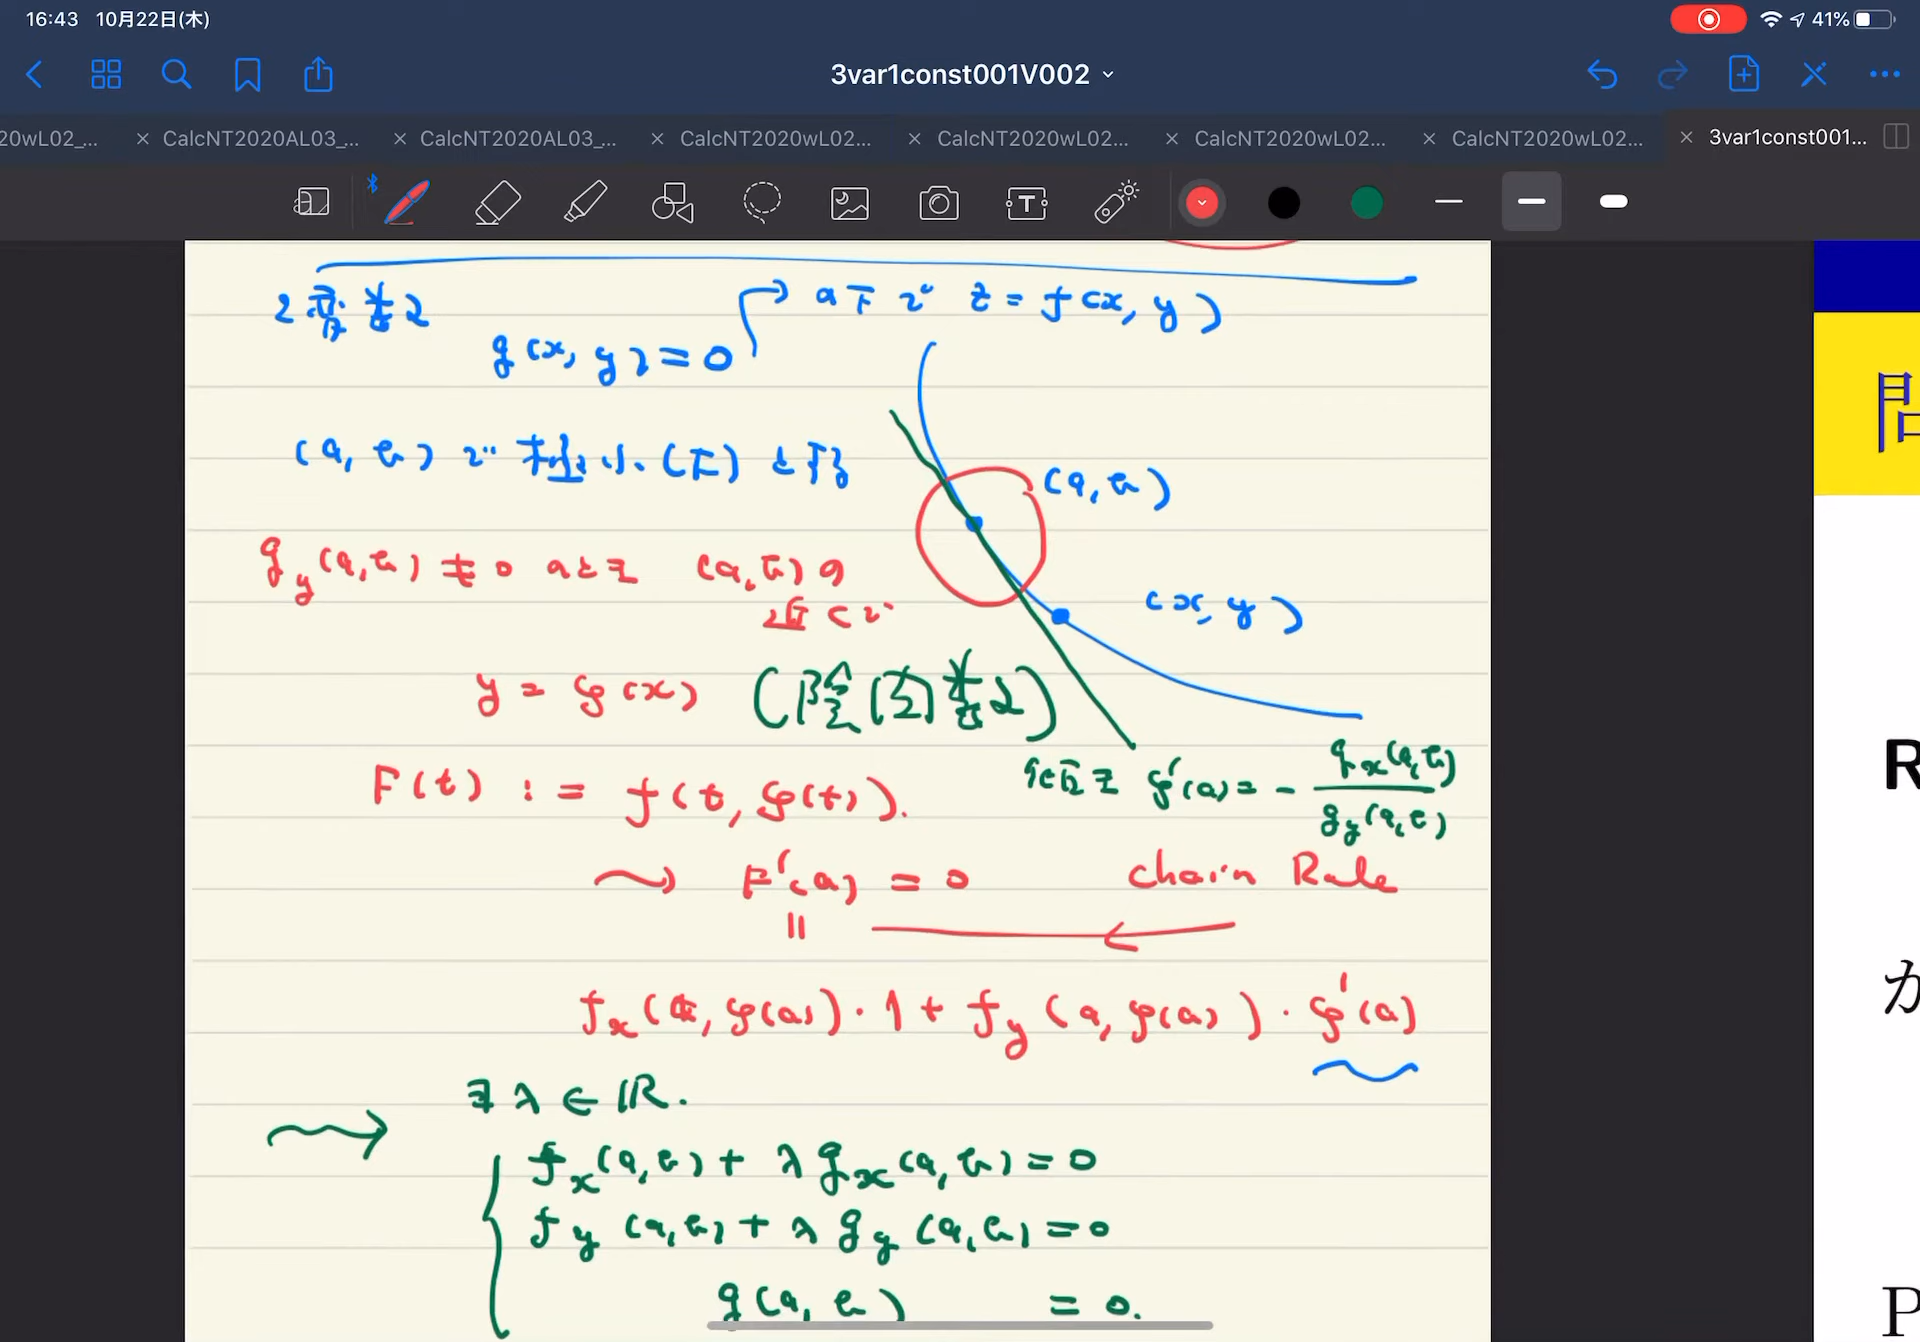 16:43 10月22日(木) 41%
3var1const001V002
20wL02_... CalcNT2020AL03_... CalcNT2020AL03_... CalcNT2020wL02... CalcNT2020wL02... CalcNT2020wL02... CalcNT2020wL02... 3var1const001...
T
2変数 の下で z = f(x, y)
g(x, y) = 0
(a, b) で極小(大)とする
(a, b)
g_y(a, b) ≠ 0 のとき (a, b) の
近くで
(x, y)
y = φ(x) (陰関数)
F(t) := f(t, φ(t)).
φ'(a) = - g_x(a, b) / g_y(a, b)
⇝ F'(a) = 0 Chain Rule
||
f_x(a, φ(a)) · 1 + f_y(a, φ(a)) · φ'(a)
∃ λ ∈ ℝ.
f_x(a, b) + λ g_x(a, b) = 0
f_y(a, b) + λ g_y(a, b) = 0
g(a, b) = 0.
問
R
か
P